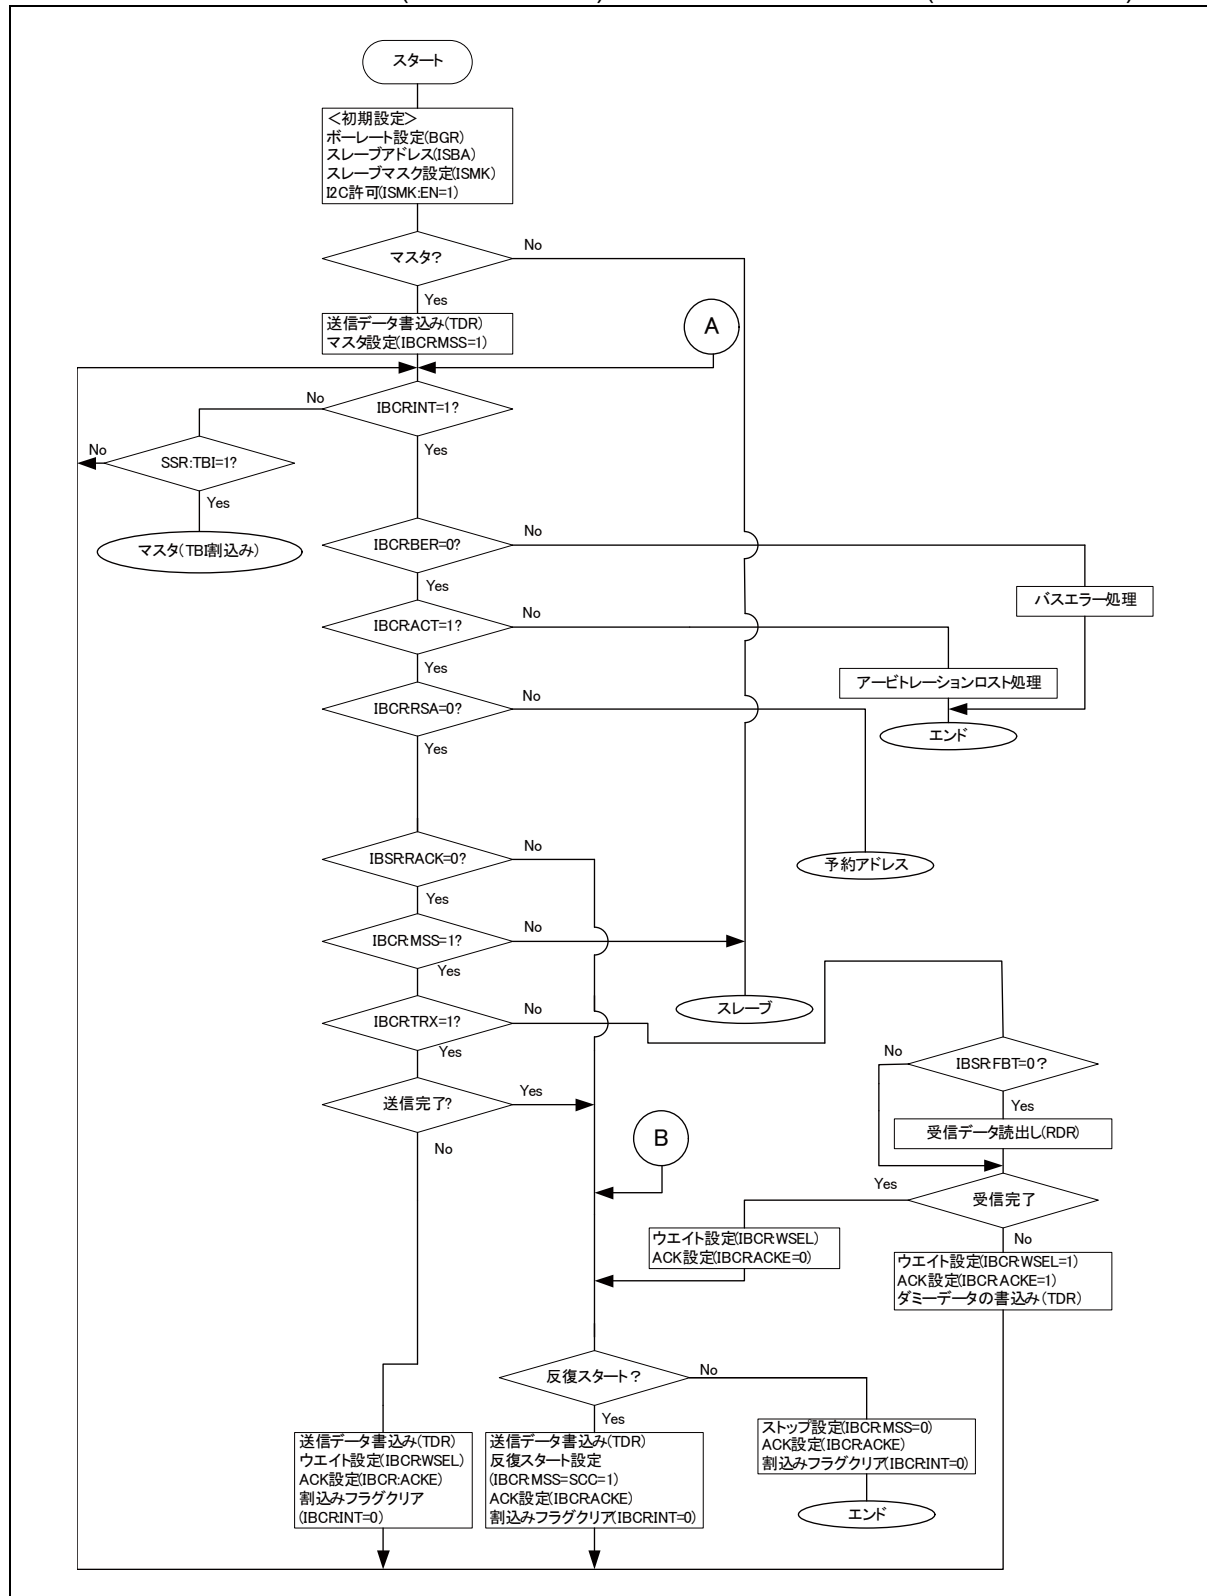 スタート
<初期設定>
ボーレート設定(BGR)
スレーブアドレス(ISBA)
スレーブマスク設定(ISMK)
I2C許可(ISMK:EN=1)
マスタ?
No
Yes
送信データ書込み(TDR)
マスタ設定(IBCR:MSS=1)
A
IBCR:INT=1?
No
Yes
SSR:TBI=1?
No
Yes
マスタ(TBI割込み)
IBCR:BER=0?
No
Yes
バスエラー処理
IBCR:ACT=1?
No
Yes
アービトレーションロスト処理
エンド
IBCR:RSA=0?
No
Yes
予約アドレス
IBSR:RACK=0?
No
Yes
IBCR:MSS=1?
No
Yes
スレーブ
IBCR:TRX=1?
No
Yes
IBSR:FBT=0?
No
Yes
受信データ読出し(RDR)
送信完了?
Yes
No
B
受信完了
Yes
No
ウエイト設定(IBCR:WSEL)
ACK設定(IBCR:ACKE=0)
ウエイト設定(IBCR:WSEL=1)
ACK設定(IBCR:ACKE=1)
ダミーデータの書込み(TDR)
反復スタート?
No
Yes
ストップ設定(IBCR:MSS=0)
ACK設定(IBCR:ACKE)
割込みフラグクリア(IBCR:INT=0)
エンド
送信データ書込み(TDR)
ウエイト設定(IBCR:WSEL)
ACK設定(IBCR:ACKE)
割込みフラグクリア
(IBCR:INT=0)
送信データ書込み(TDR)
反復スタート設定
(IBCR:MSS=SCC=1)
ACK設定(IBCR:ACKE)
割込みフラグクリア(IBCR:INT=0)